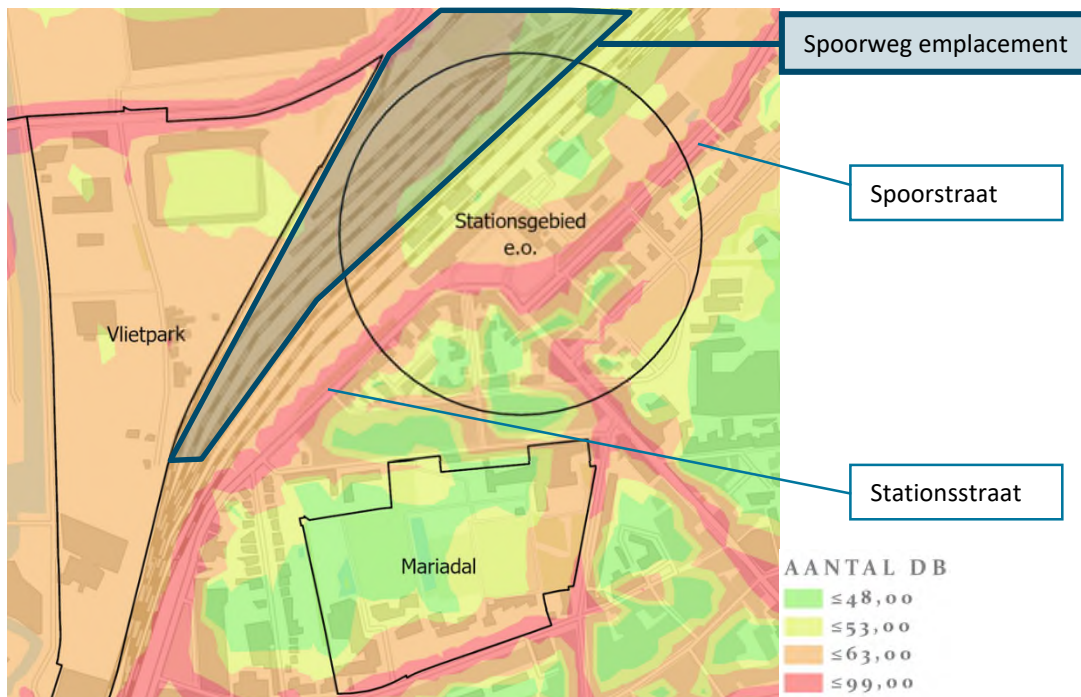 Spoorweg emplacement
Spoorstraat
Stationsgebied
e.o.
Vlietpark
Stationsstraat
Mariadal
AANTAL DB
≤48,00
≤53,00
≤63,00
≤99,00